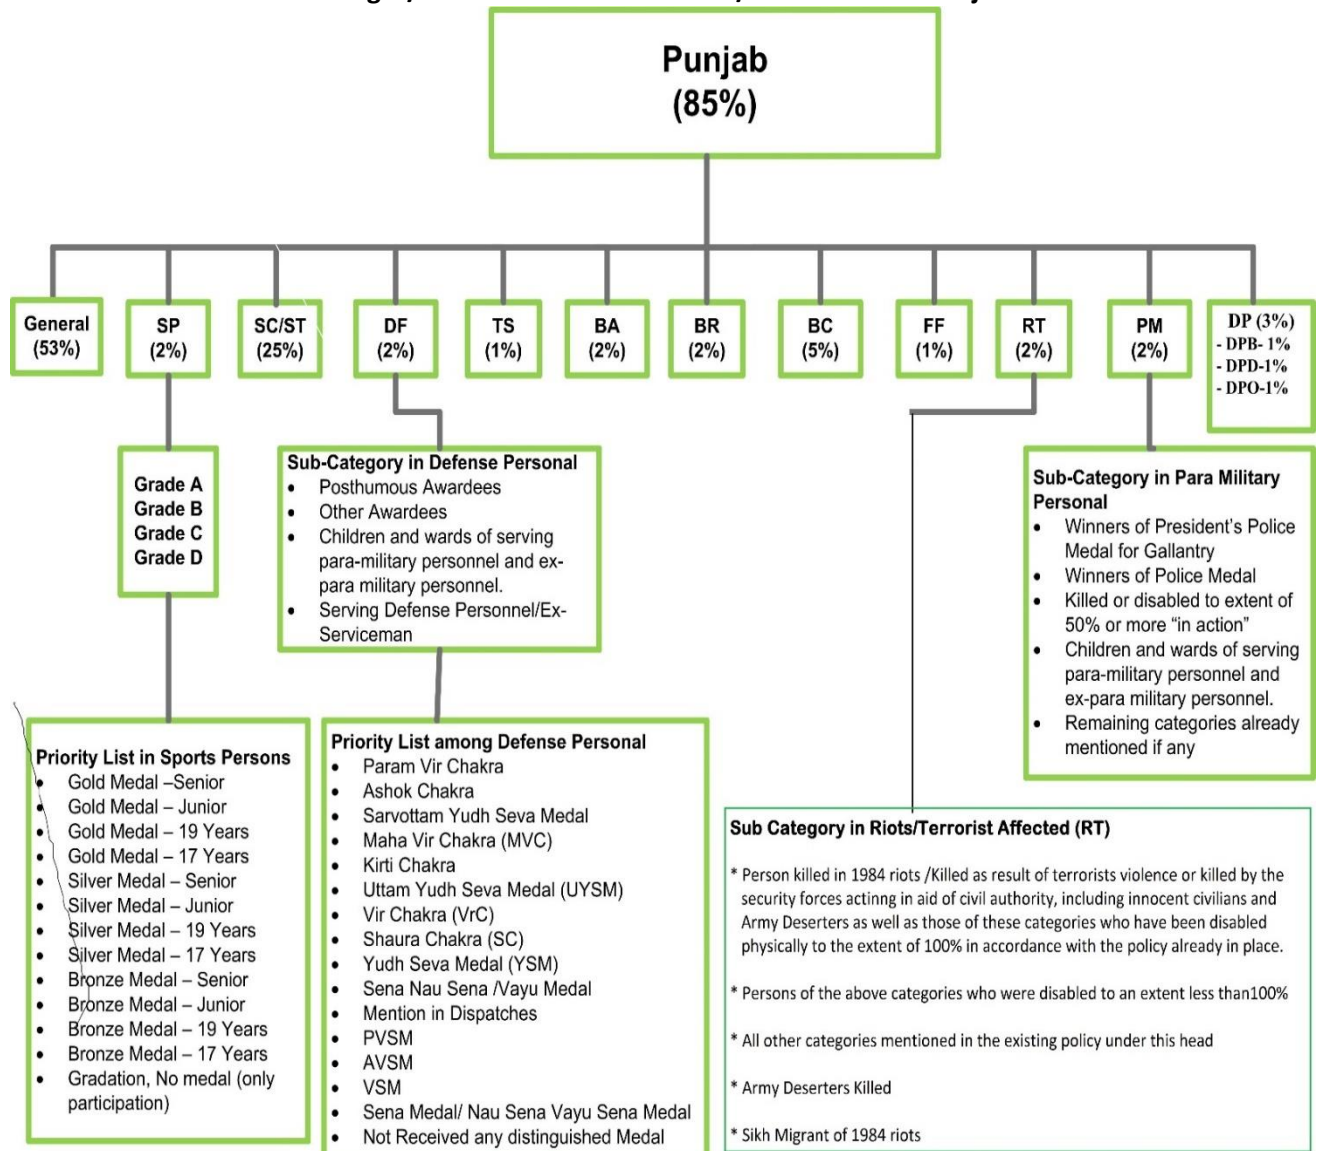 Punjab
(85%)
General
(53%)
SP
(2%)
SC/ST
(25%)
DF
(2%)
TS
(1%)
BA
(2%)
BR
(2%)
BC
(5%)
FF
(1%)
RT
(2%)
PM
(2%)
DP (3%)
- DPB- 1%
- DPD-1%
- DPO-1%
Grade A
Grade B
Grade C
Grade D
Sub-Category in Defense Personal
• Posthumous Awardees
• Other Awardees
• Children and wards of serving
para-military personnel and ex-
para military personnel.
• Serving Defense Personnel/Ex-
Serviceman
Sub-Category in Para Military
Personal
• Winners of President’s Police
Medal for Gallantry
• Winners of Police Medal
• Killed or disabled to extent of
50% or more “in action”
• Children and wards of serving
para-military personnel and
ex-para military personnel.
• Remaining categories already
mentioned if any
Priority List in Sports Persons
• Gold Medal –Senior
• Gold Medal – Junior
• Gold Medal – 19 Years
• Gold Medal – 17 Years
• Silver Medal – Senior
• Silver Medal – Junior
• Silver Medal – 19 Years
• Silver Medal – 17 Years
• Bronze Medal – Senior
• Bronze Medal – Junior
• Bronze Medal – 19 Years
• Bronze Medal – 17 Years
• Gradation, No medal (only
participation)
Priority List among Defense Personal
• Param Vir Chakra
• Ashok Chakra
• Sarvottam Yudh Seva Medal
• Maha Vir Chakra (MVC)
• Kirti Chakra
• Uttam Yudh Seva Medal (UYSM)
• Vir Chakra (VrC)
• Shaura Chakra (SC)
• Yudh Seva Medal (YSM)
• Sena Nau Sena /Vayu Medal
• Mention in Dispatches
• PVSM
• AVSM
• VSM
• Sena Medal/ Nau Sena Vayu Sena Medal
• Not Received any distinguished Medal
Sub Category in Riots/Terrorist Affected (RT)
* Person killed in 1984 riots /Killed as result of terrorists violence or killed by the
security forces actinng in aid of civil authority, including innocent civilians and
Army Deserters as well as those of these categories who have been disabled
physically to the extent of 100% in accordance with the policy already in place.
* Persons of the above categories who were disabled to an extent less than100%
* All other categories mentioned in the existing policy under this head
* Army Deserters Killed
* Sikh Migrant of 1984 riots